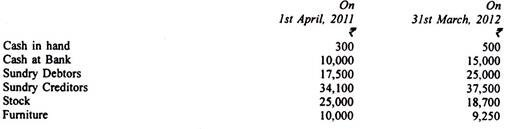 On On
1st April, 2011 31st March, 2012
₹ ₹
Cash in hand 300 500
Cash at Bank 10,000 15,000
Sundry Debtors 17,500 25,000
Sundry Creditors 34,100 37,500
Stock 25,000 18,700
Furniture 10,000 9,250